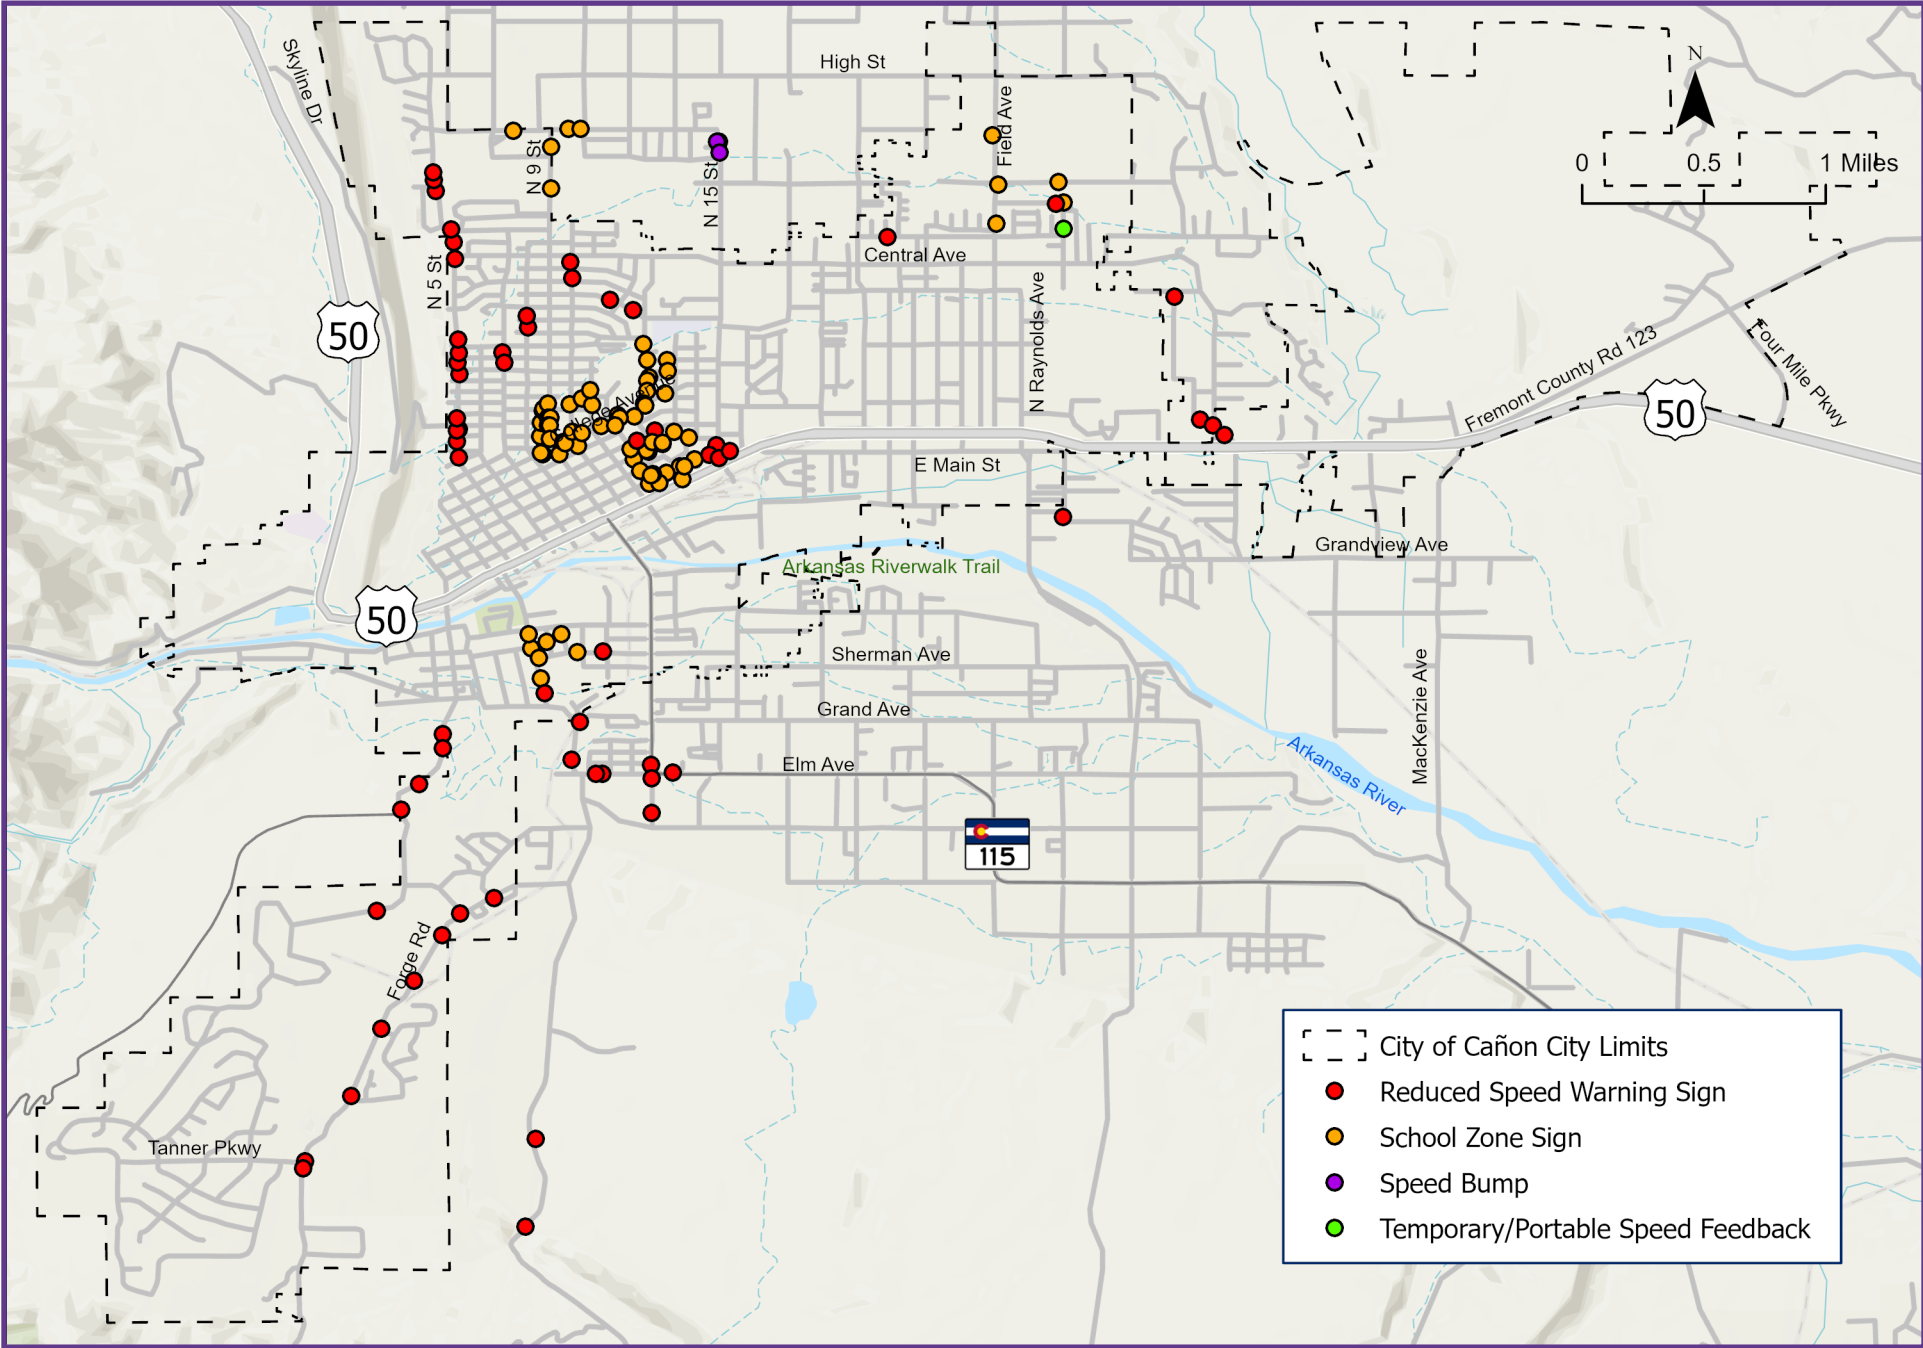 High St
Skyline Dr
Field Ave
N
0 0.5 1 Miles
N 9 St
N 15 St
Central Ave
N 5 St
N Raynolds Ave
50
Fremont County Rd 123
Four Mile Pkwy
50
College Avenue
E Main St
Grandview Ave
Arkansas Riverwalk Trail
50
Sherman Ave
MacKenzie Ave
Grand Ave
Elm Ave
Arkansas River
115
Forge Rd
Tanner Pkwy
City of Cañon City Limits
Reduced Speed Warning Sign
School Zone Sign
Speed Bump
Temporary/Portable Speed Feedback